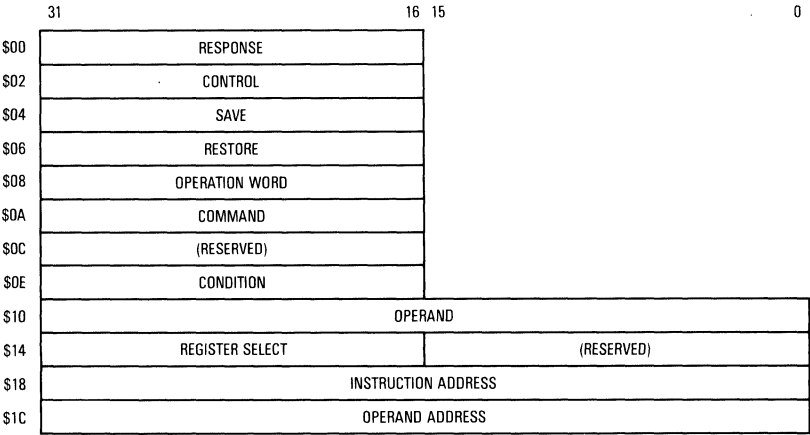 31 16 15 0
$00 RESPONSE
$02 CONTROL
$04 SAVE
$06 RESTORE
$08 OPERATION WORD
$0A COMMAND
$0C (RESERVED)
$0E CONDITION
$10 OPERAND
$14 REGISTER SELECT (RESERVED)
$18 INSTRUCTION ADDRESS
$1C OPERAND ADDRESS